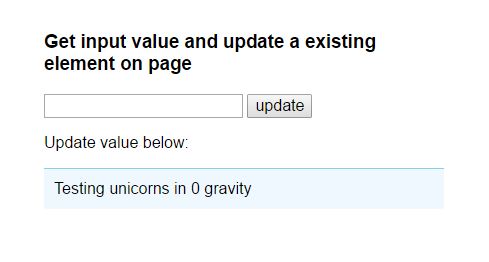 Get input value and update a existing
element on page
update
Update value below:
Testing unicorns in 0 gravity